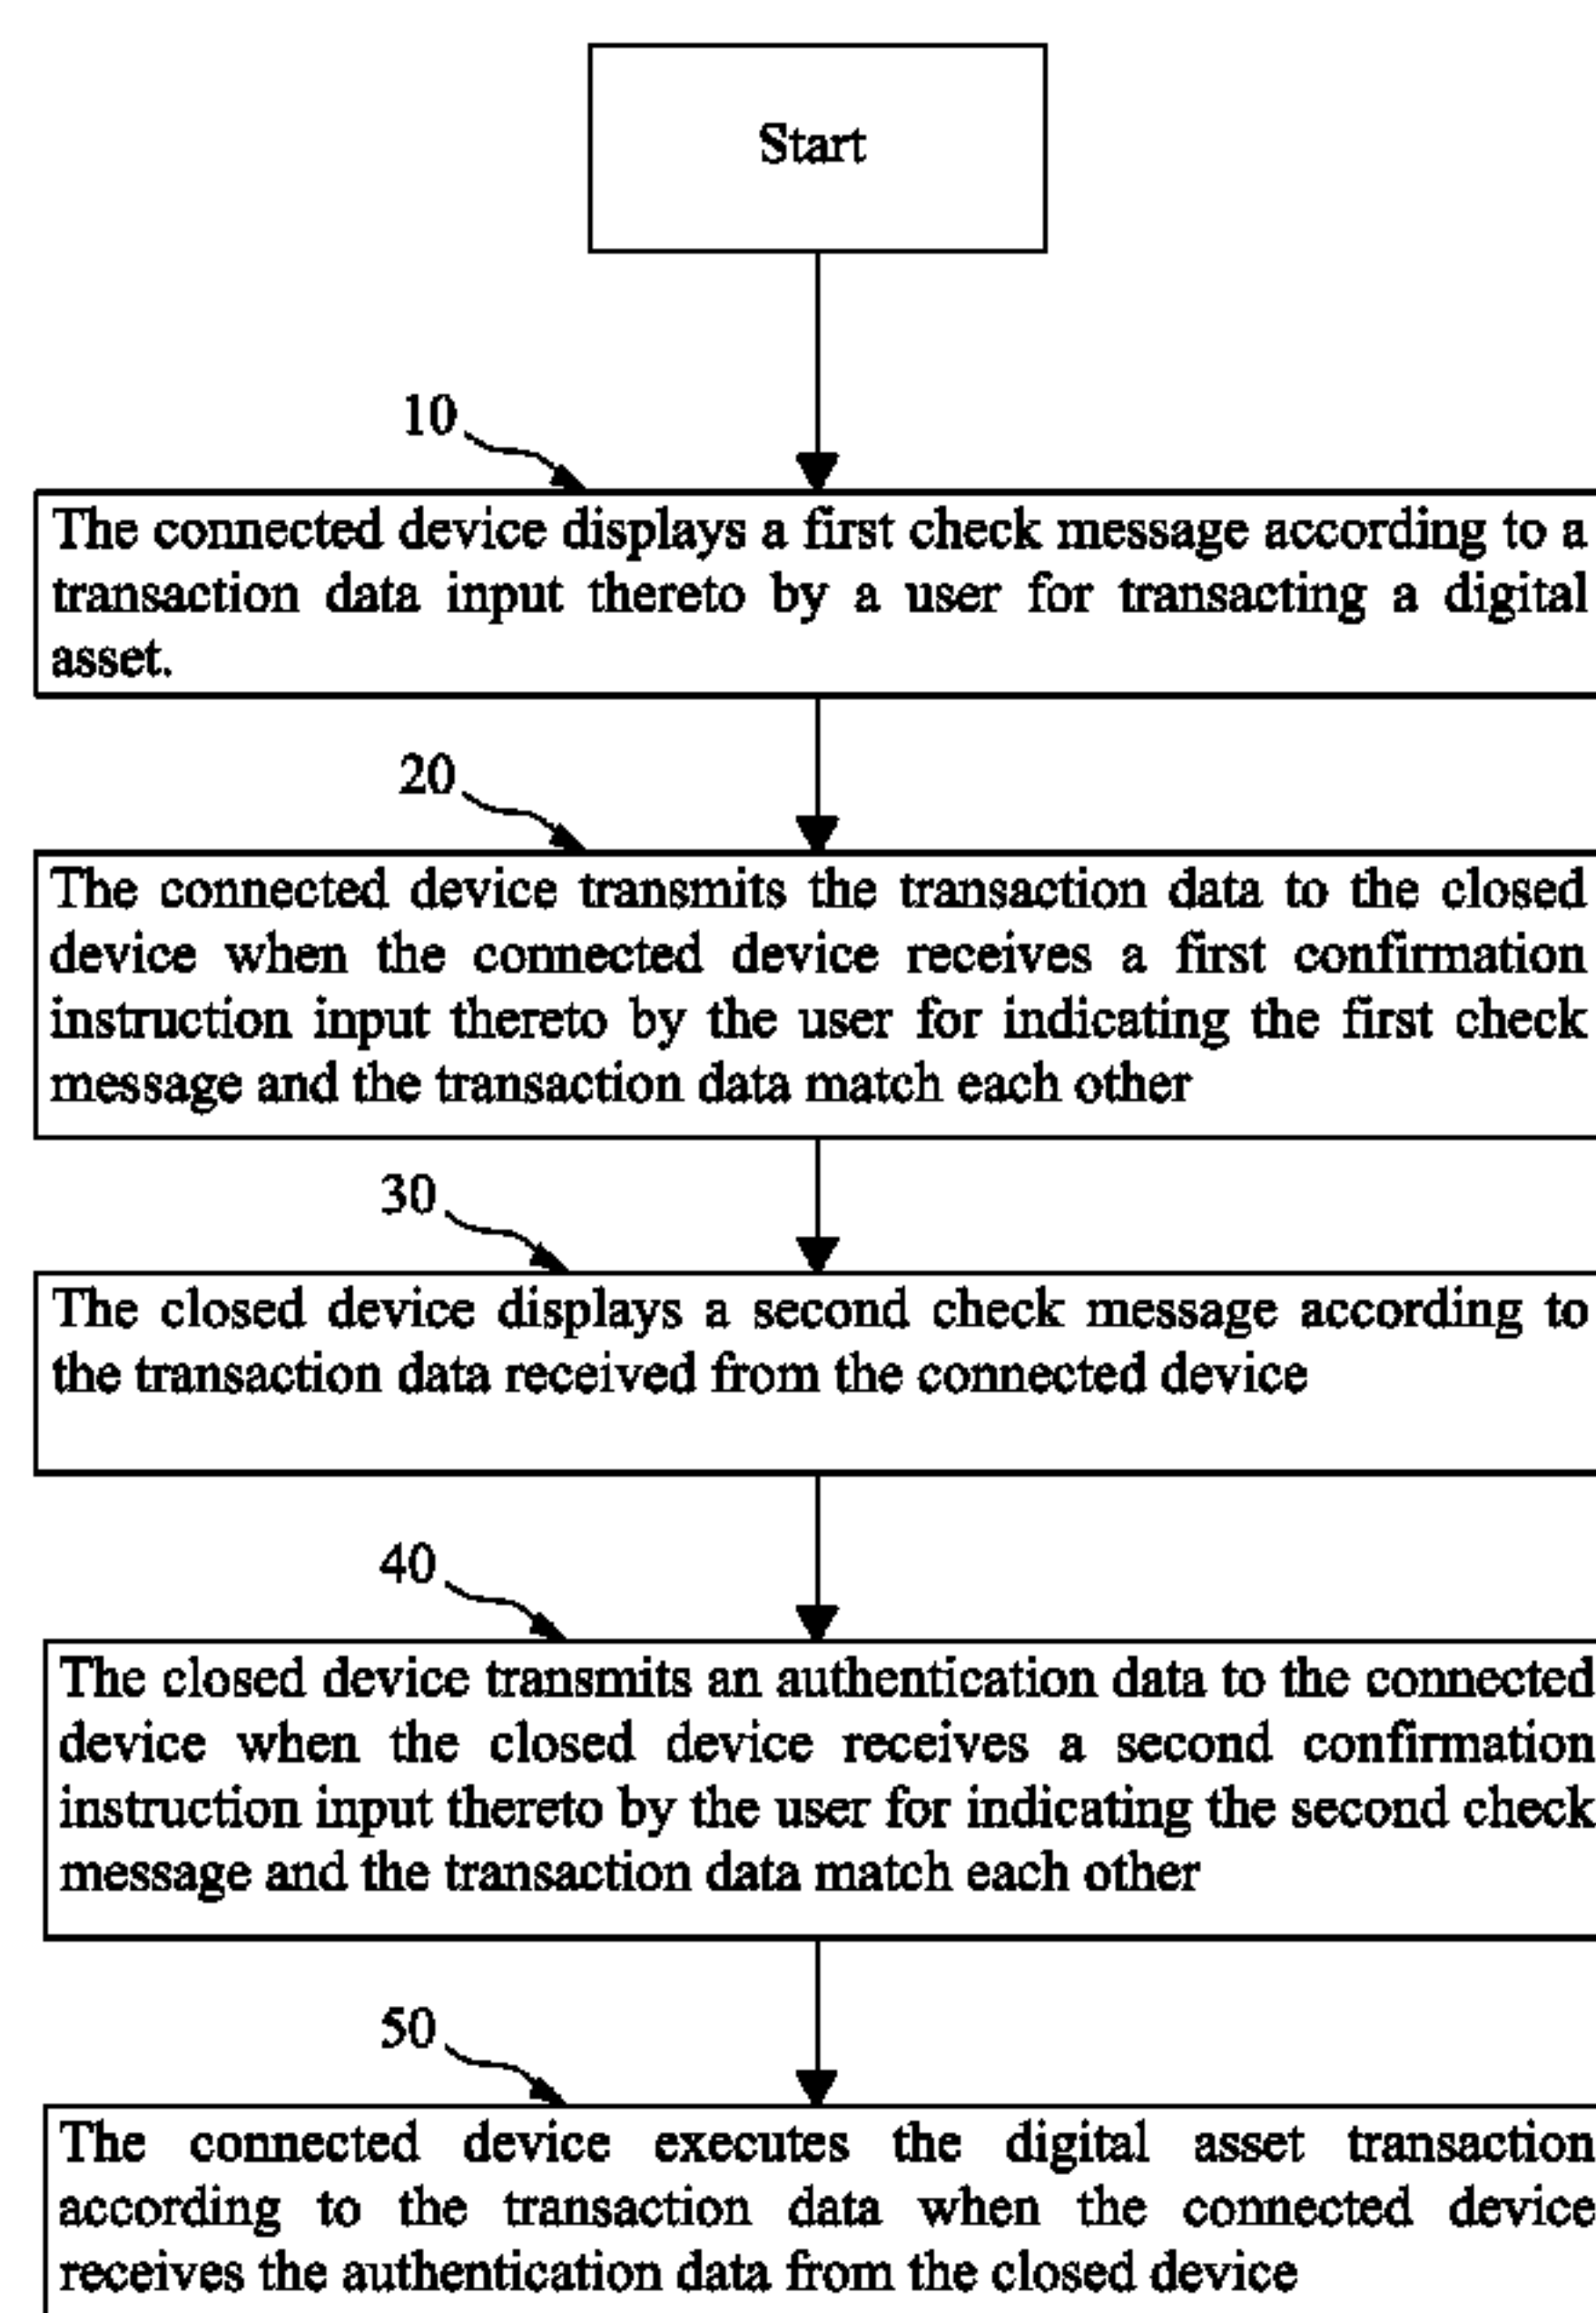 Start
10
The connected device displays a first check message according to a
transaction data input thereto by a user for transacting a digital
asset.
20
The connected device transmits the transaction data to the closed
device when the connected device receives a first confirmation
instruction input thereto by the user for indicating the first check
message and the transaction data match each other
30
The closed device displays a second check message according to
the transaction data received from the connected device
40
The closed device transmits an authentication data to the connected
device when the closed device receives a second confirmation
instruction input thereto by the user for indicating the second check
message and the transaction data match each other
50
The connected device executes the digital asset transaction
according to the transaction data when the connected device
receives the authentication data from the closed device